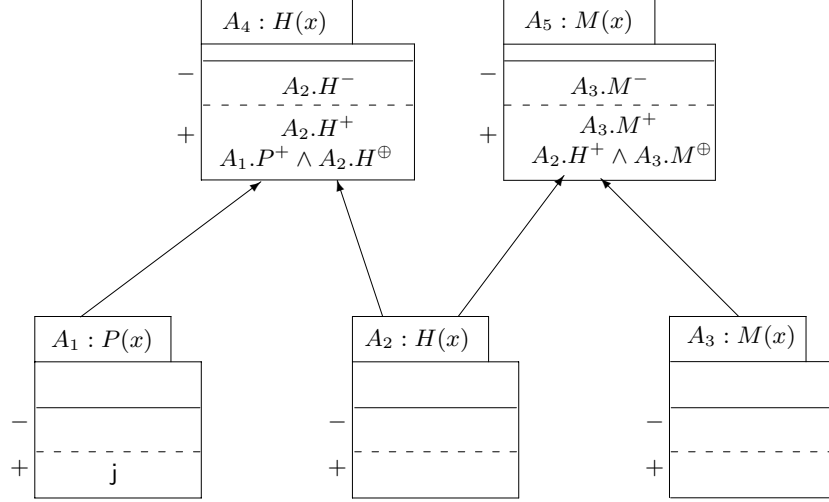 A₄ : H(x)
A₅ : M(x)
−
A₂.H⁻
−
A₃.M⁻
+
A₂.H⁺
A₁.P⁺ ∧ A₂.H^⊕
+
A₃.M⁺
A₂.H⁺ ∧ A₃.M^⊕
A₁ : P(x)
A₂ : H(x)
A₃ : M(x)
−
−
−
+
j
+
+